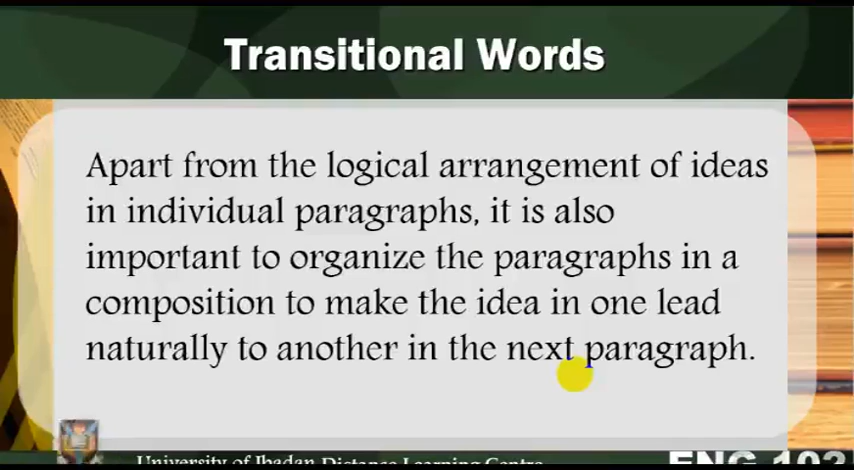 Transitional Words
Apart from the logical arrangement of ideas
in individual paragraphs, it is also
important to organize the paragraphs in a
composition to make the idea in one lead
naturally to another in the next paragraph.
University of Ibadan Distance Learning Centre
ENG 102